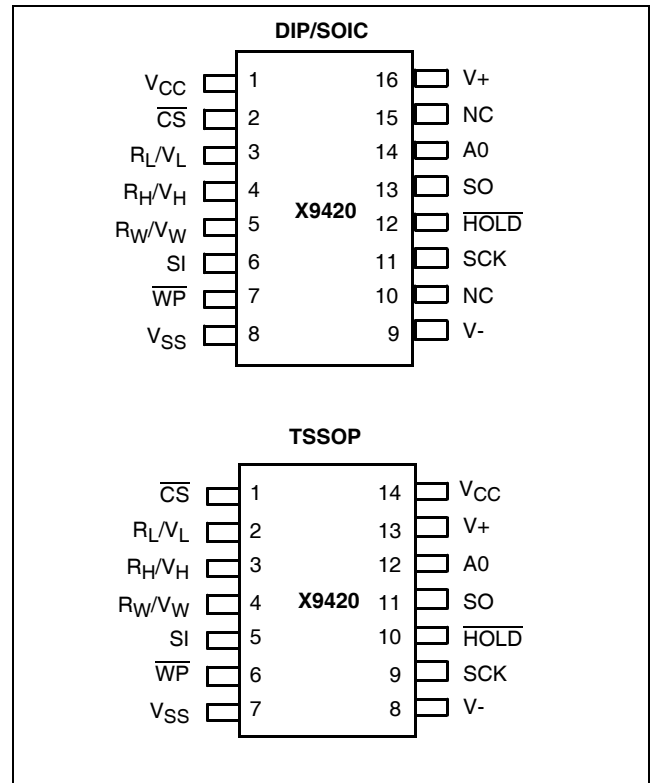 DIP/SOIC
VCC 1 16 V+
CS 2 15 NC
RL/VL 3 14 A0
RH/VH 4 13 SO
X9420
RW/VW 5 12 HOLD
SI 6 11 SCK
WP 7 10 NC
VSS 8 9 V-
TSSOP
CS 1 14 VCC
RL/VL 2 13 V+
RH/VH 3 12 A0
RW/VW 4 X9420 11 SO
SI 5 10 HOLD
WP 6 9 SCK
VSS 7 8 V-